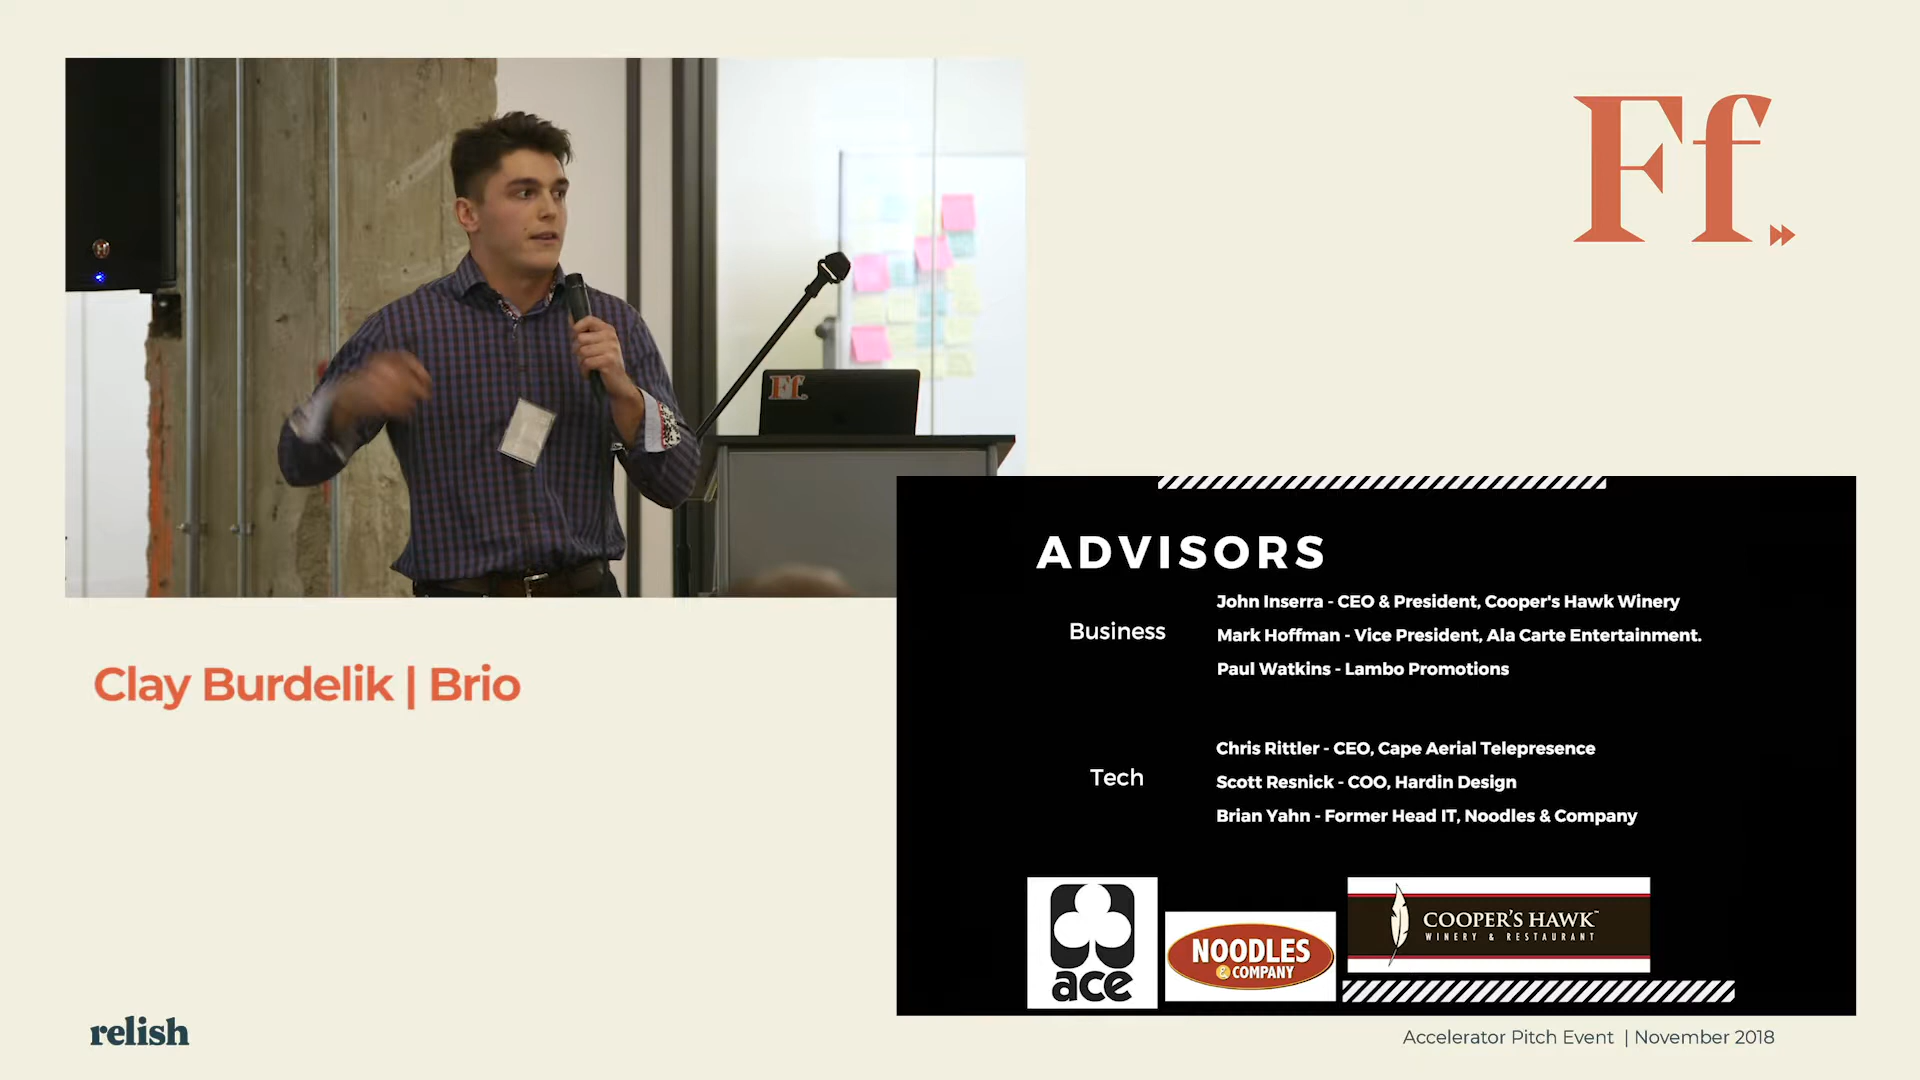 Ff
Ff.
ADVISORS
Business
John Inserra - CEO & President, Cooper's Hawk Winery
Mark Hoffman - Vice President, Ala Carte Entertainment.
Paul Watkins - Lambo Promotions
Tech
Chris Rittler - CEO, Cape Aerial Telepresence
Scott Resnick - COO, Hardin Design
Brian Yahn - Former Head IT, Noodles & Company
ace
NOODLES
& COMPANY
COOPER'S HAWK™
WINERY & RESTAURANT
Clay Burdelik | Brio
relish
Accelerator Pitch Event | November 2018